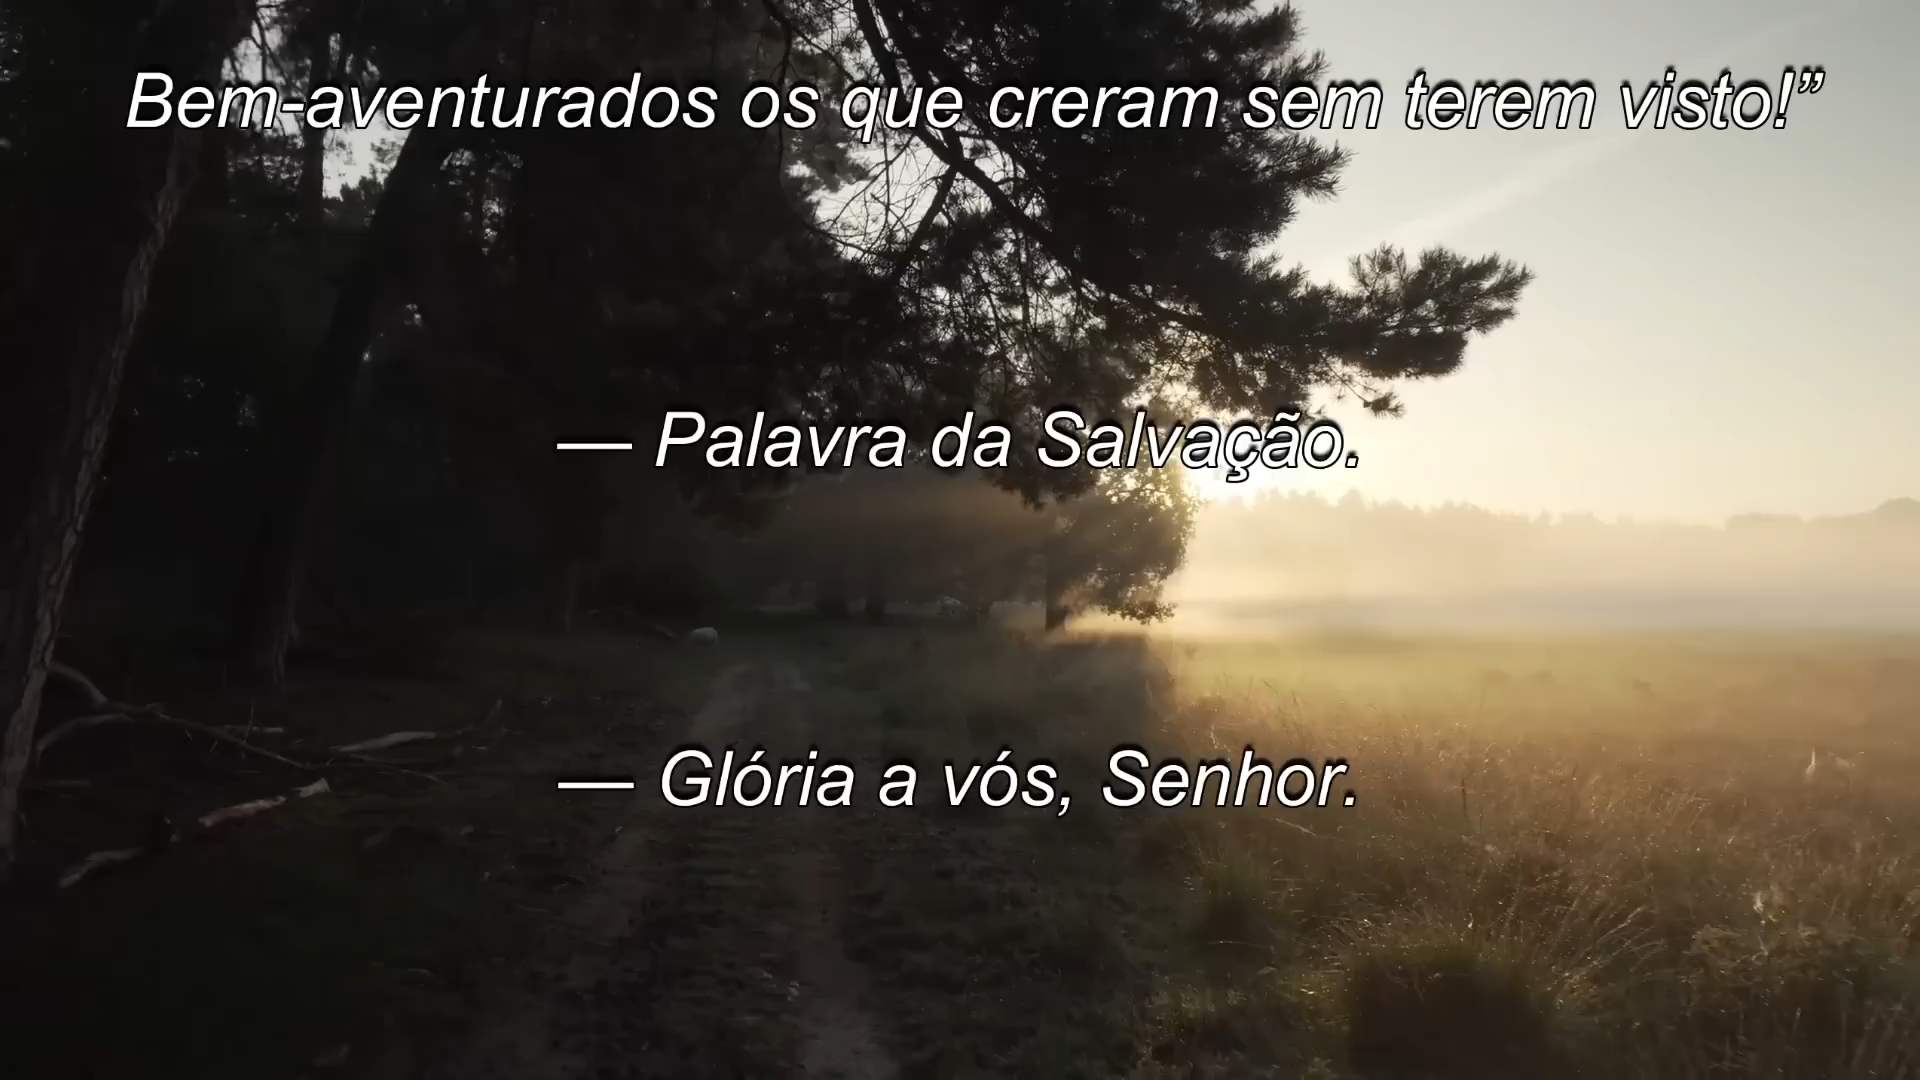 Bem-aventurados os que creram sem terem visto!”
— Palavra da Salvação.
— Glória a vós, Senhor.